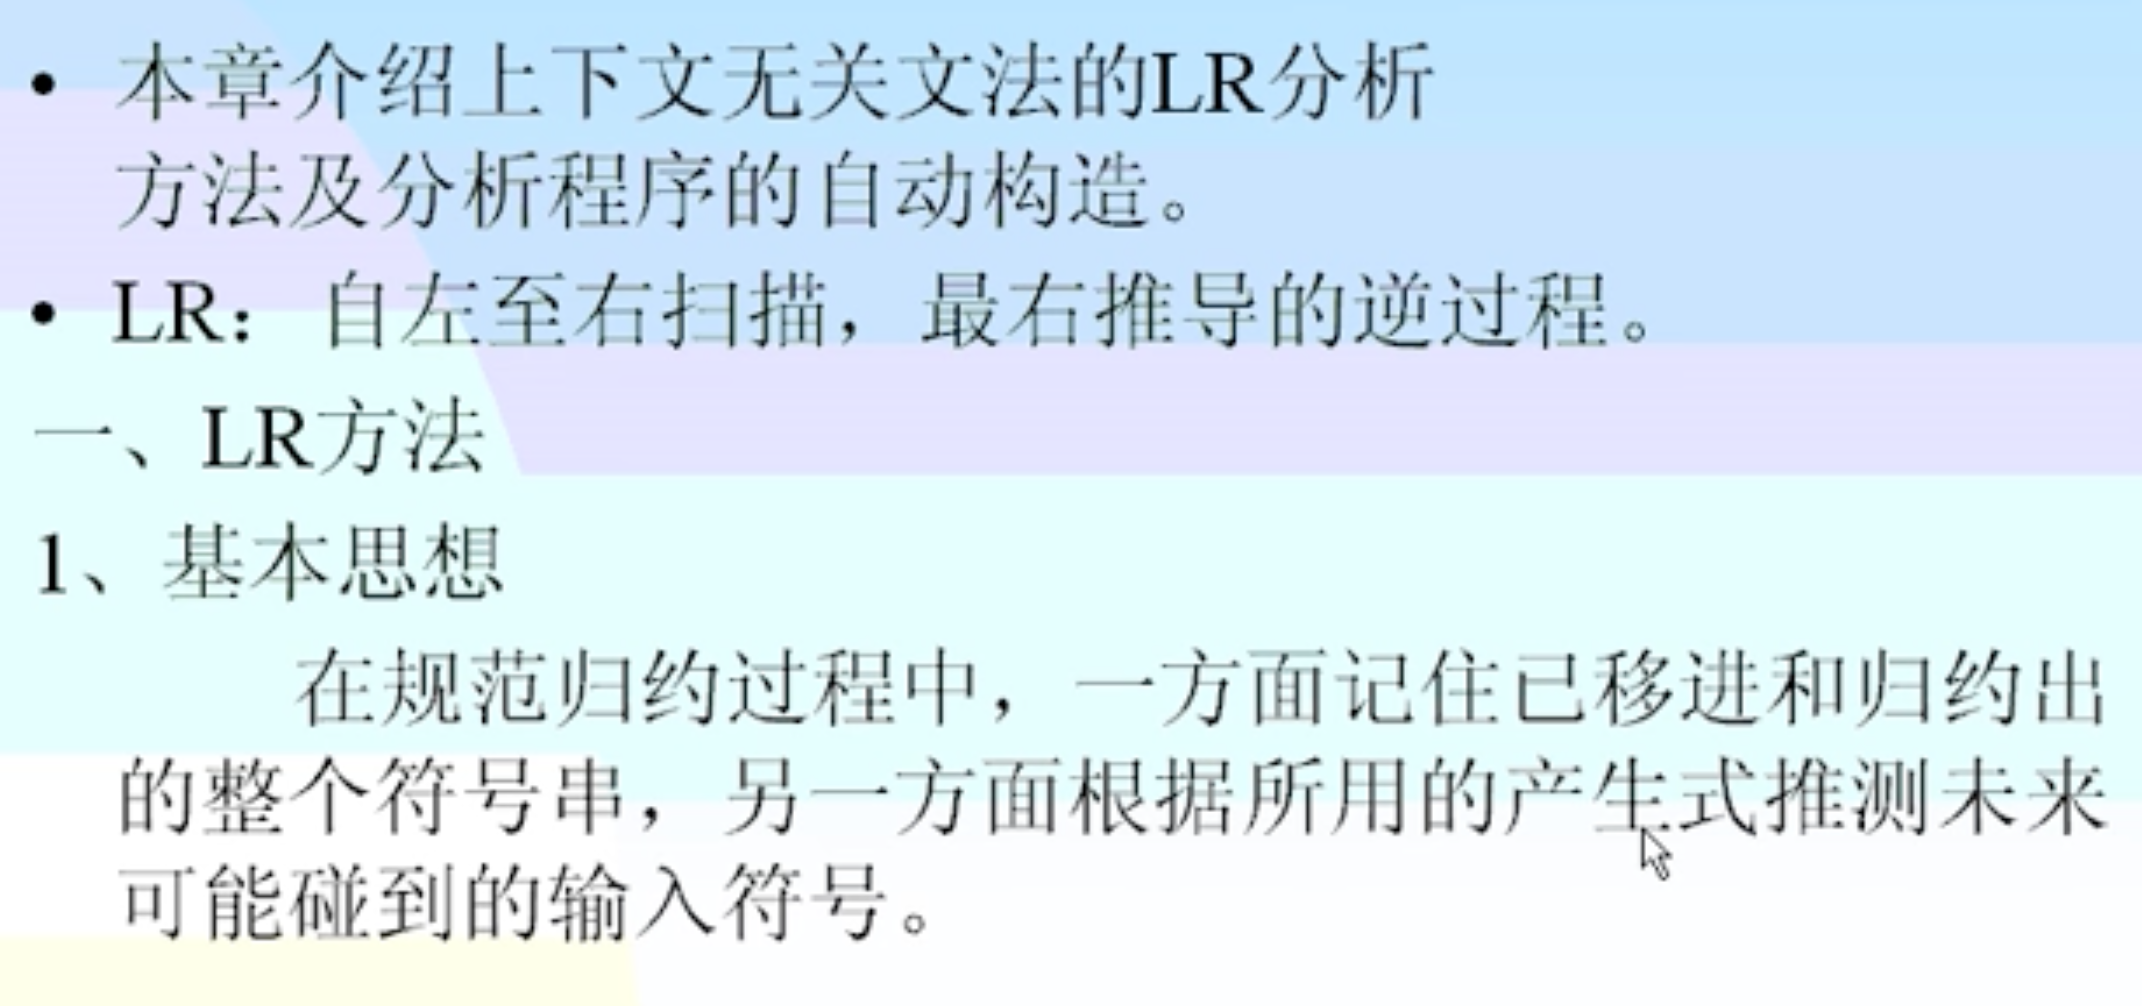 • 本章介绍上下文无关文法的LR分析
方法及分析程序的自动构造。
• LR： 自左至右扫描，最右推导的逆过程。
一、LR方法
1、基本思想
在规范归约过程中，一方面记住已移进和归约出
的整个符号串，另一方面根据所用的产生式推测未来
可能碰到的输入符号。